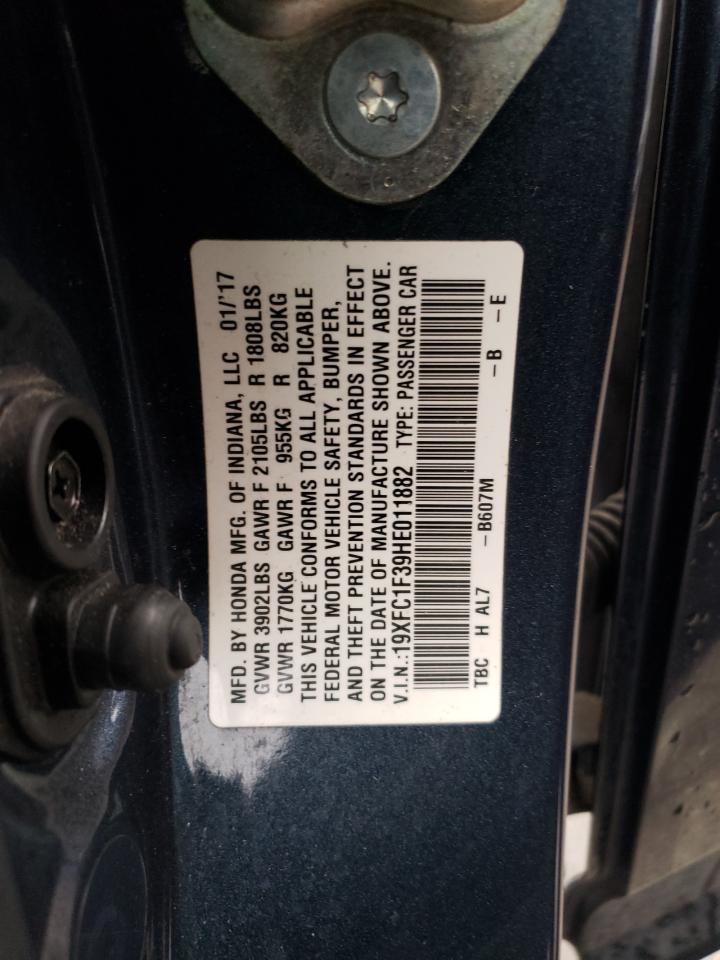 MFD. BY HONDA MFG. OF INDIANA, LLC 01/'17
GVWR 3902LBS GAWR F 2105LBS R 1808LBS
GVWR 1770KG GAWR F 955KG R 820KG
THIS VEHICLE CONFORMS TO ALL APPLICABLE
FEDERAL MOTOR VEHICLE SAFETY, BUMPER,
AND THEFT PREVENTION STANDARDS IN EFFECT
ON THE DATE OF MANUFACTURE SHOWN ABOVE.
V.I.N.:19XFC1F39HE011882 TYPE: PASSENGER CAR
TBC H AL7 –B607M –B –E